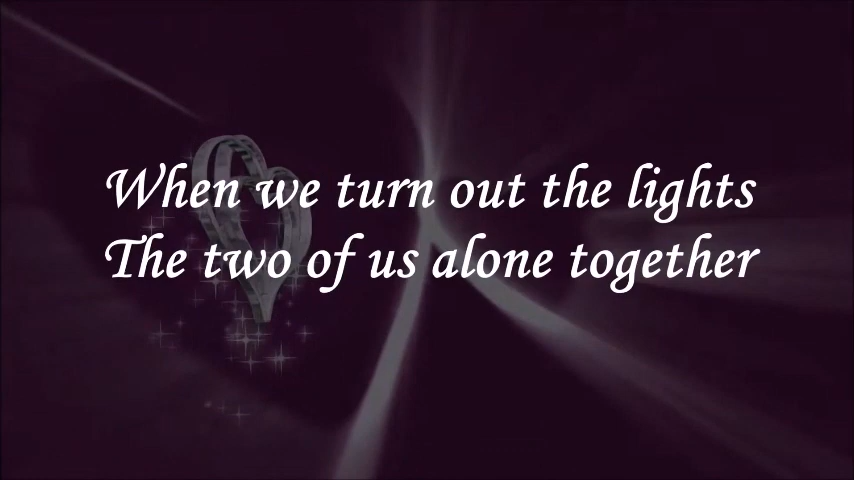 When we turn out the lights
The two of us alone together